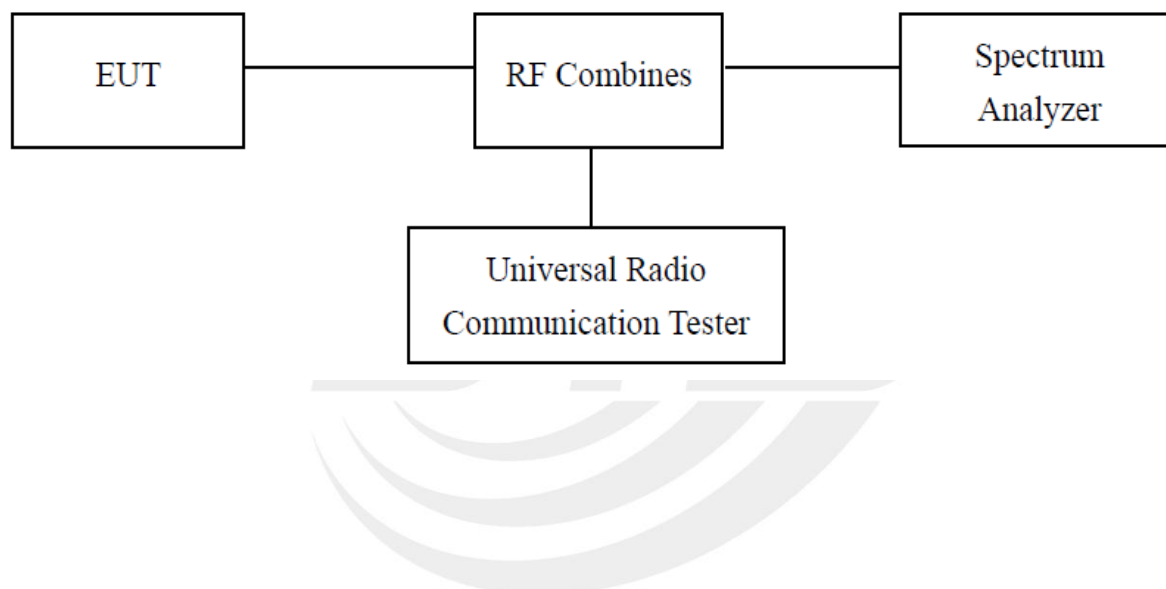 EUT
RF Combines
Spectrum
Analyzer
Universal Radio
Communication Tester